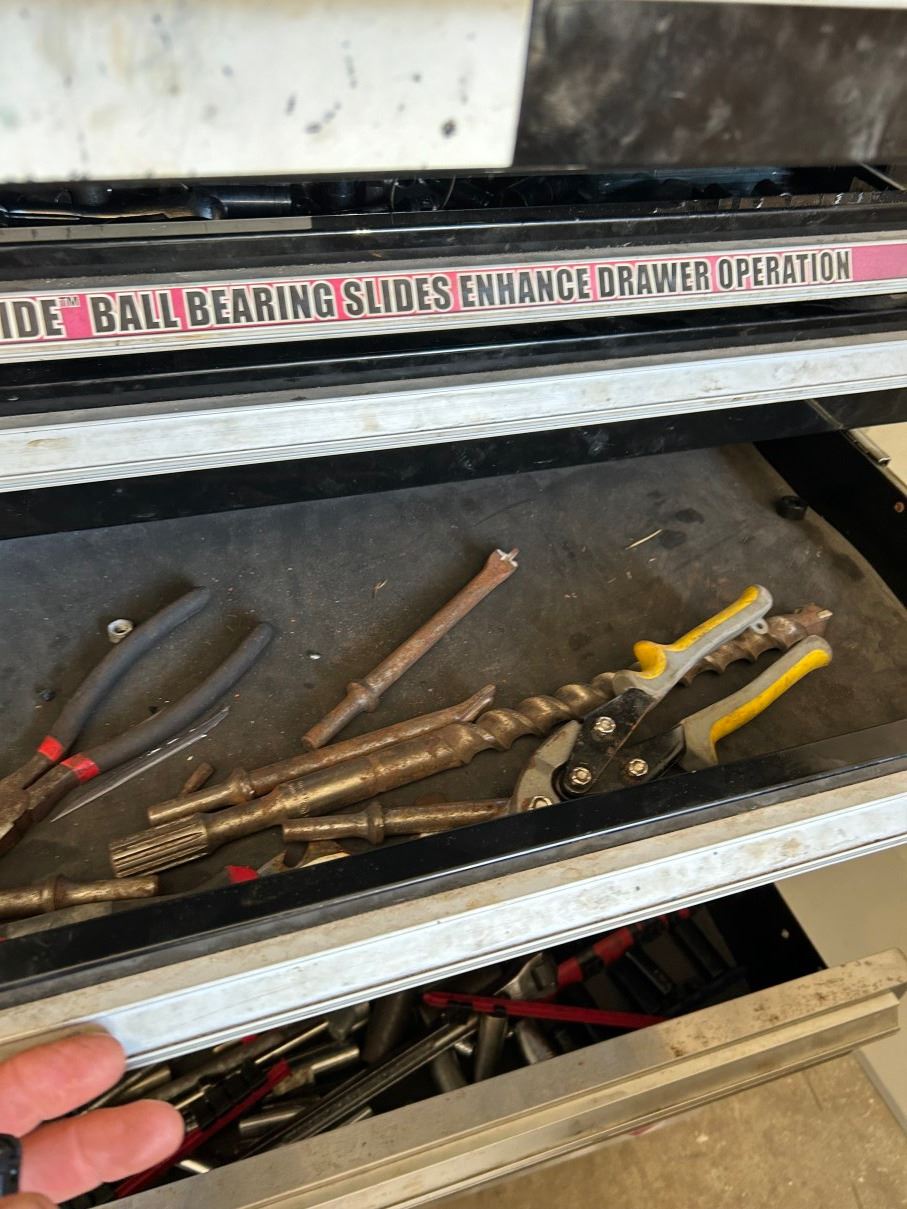 IDE™ BALL BEARING SLIDES ENHANCE DRAWER OPERATION